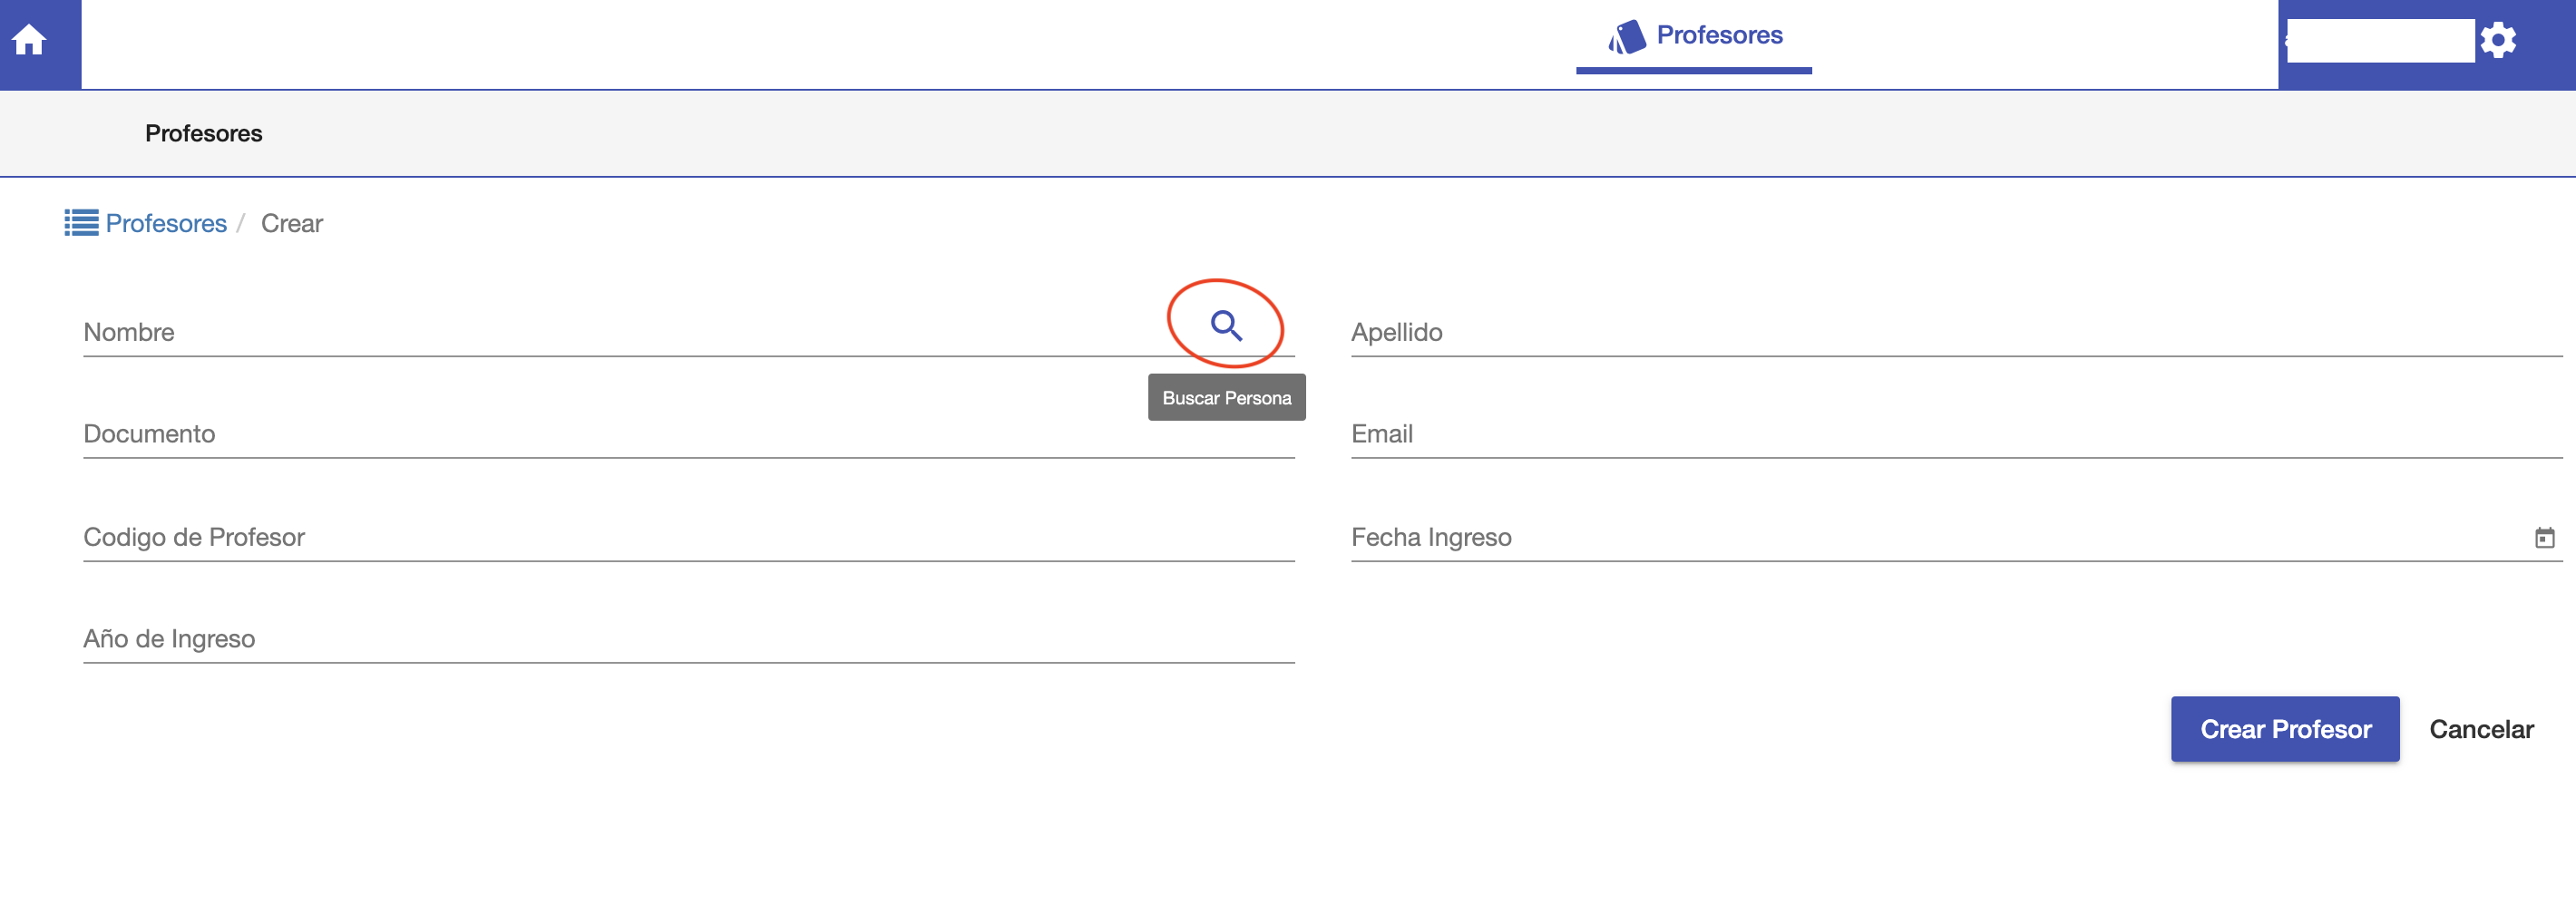 Profesores
Profesores
Profesores / Crear
Nombre
Apellido
Buscar Persona
Documento
Email
Codigo de Profesor
Fecha Ingreso
Año de Ingreso
Crear Profesor
Cancelar